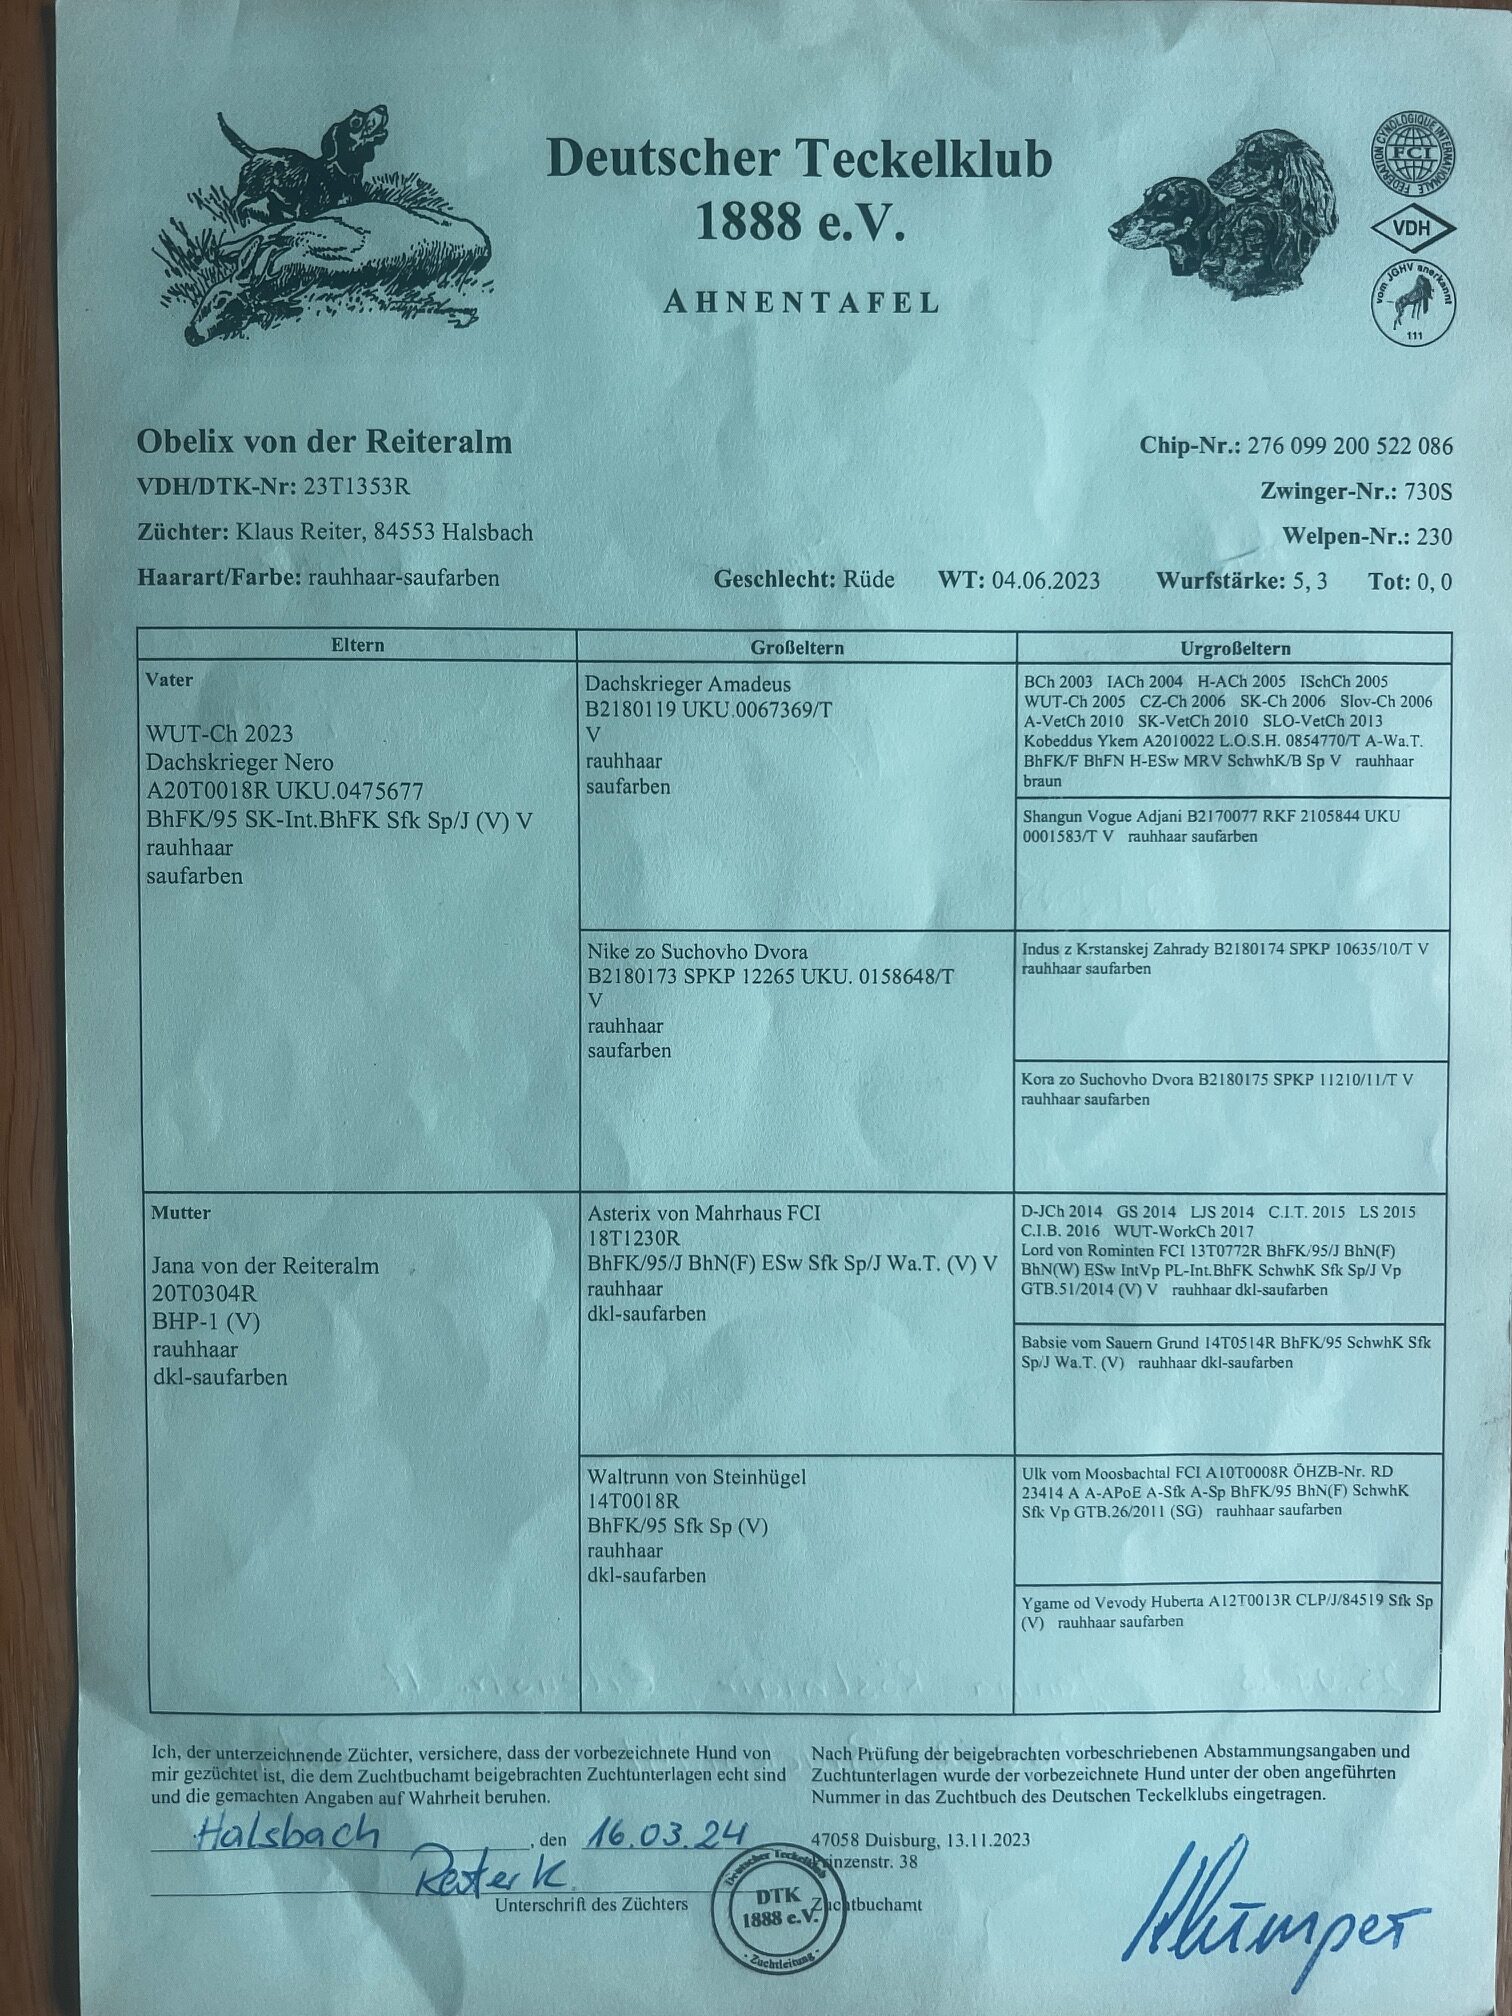 Deutscher Teckelklub
1888 e.V.
AHNENTAFEL
FEDERATION CYNOLOGIQUE INTERNATIONALE
FCI
VDH
vom JGHV anerkannt
111
Obelix von der Reiteralm
Chip-Nr.: 276 099 200 522 086
VDH/DTK-Nr: 23T1353R
Zwinger-Nr.: 730S
Züchter: Klaus Reiter, 84553 Halsbach
Welpen-Nr.: 230
Haarart/Farbe: rauhhaar-saufarben
Geschlecht: Rüde WT: 04.06.2023 Wurfstärke: 5, 3 Tot: 0, 0
Eltern
Großeltern
Urgroßeltern
Vater
WUT-Ch 2023
Dachskrieger Nero
A20T0018R UKU.0475677
BhFK/95 SK-Int.BhFK Sfk Sp/J (V) V
rauhhaar
saufarben
Dachskrieger Amadeus
B2180119 UKU.0067369/T
V
rauhhaar
saufarben
BCh 2003 IACh 2004 H-ACh 2005 ISchCh 2005
WUT-Ch 2005 CZ-Ch 2006 SK-Ch 2006 Slov-Ch 2006
A-VetCh 2010 SK-VetCh 2010 SLO-VetCh 2013
Kobeddus Ykem A2010022 L.O.S.H. 0854770/T A-Wa.T.
BhFK/F BhFN H-ESw MRV SchwhK/B Sp V rauhhaar
braun
Shangun Vogue Adjani B2170077 RKF 2105844 UKU
0001583/T V rauhhaar saufarben
Nike zo Suchovho Dvora
B2180173 SPKP 12265 UKU. 0158648/T
V
rauhhaar
saufarben
Indus z Krstanskej Zahrady B2180174 SPKP 10635/10/T V
rauhhaar saufarben
Kora zo Suchovho Dvora B2180175 SPKP 11210/11/T V
rauhhaar saufarben
Mutter
Jana von der Reiteralm
20T0304R
BHP-1 (V)
rauhhaar
dkl-saufarben
Asterix von Mahrhaus FCI
18T1230R
BhFK/95/J BhN(F) ESw Sfk Sp/J Wa.T. (V) V
rauhhaar
dkl-saufarben
D-JCh 2014 GS 2014 LJS 2014 C.I.T. 2015 LS 2015
C.I.B. 2016 WUT-WorkCh 2017
Lord von Rominten FCI 13T0772R BhFK/95/J BhN(F)
BhN(W) ESw IntVp PL-Int.BhFK SchwhK Sfk Sp/J Vp
GTB.51/2014 (V) V rauhhaar dkl-saufarben
Babsie vom Sauern Grund 14T0514R BhFK/95 SchwhK Sfk
Sp/J Wa.T. (V) rauhhaar dkl-saufarben
Waltrunn von Steinhügel
14T0018R
BhFK/95 Sfk Sp (V)
rauhhaar
dkl-saufarben
Ulk vom Moosbachtal FCI A10T0008R ÖHZB-Nr. RD
23414 A A-APoE A-Sfk A-Sp BhFK/95 BhN(F) SchwhK
Sfk Vp GTB.26/2011 (SG) rauhhaar saufarben
Ygame od Vevody Huberta A12T0013R CLP/J/84519 Sfk Sp
(V) rauhhaar saufarben
Ich, der unterzeichnende Züchter, versichere, dass der vorbezeichnete Hund von
mir gezüchtet ist, die dem Zuchtbuchamt beigebrachten Zuchtunterlagen echt sind
und die gemachten Angaben auf Wahrheit beruhen.
Halsbach, den 16.03.24
Reiter K.
Unterschrift des Züchters
Nach Prüfung der beigebrachten vorbeschriebenen Abstammungsangaben und
Zuchtunterlagen wurde der vorbezeichnete Hund unter der oben angeführten
Nummer in das Zuchtbuch des Deutschen Teckelklubs eingetragen.
47058 Duisburg, 13.11.2023
Prinzenstr. 38
Zuchtbuchamt
Deutscher Teckelklub
DTK
1888 e.V.
- Zuchtleitung -